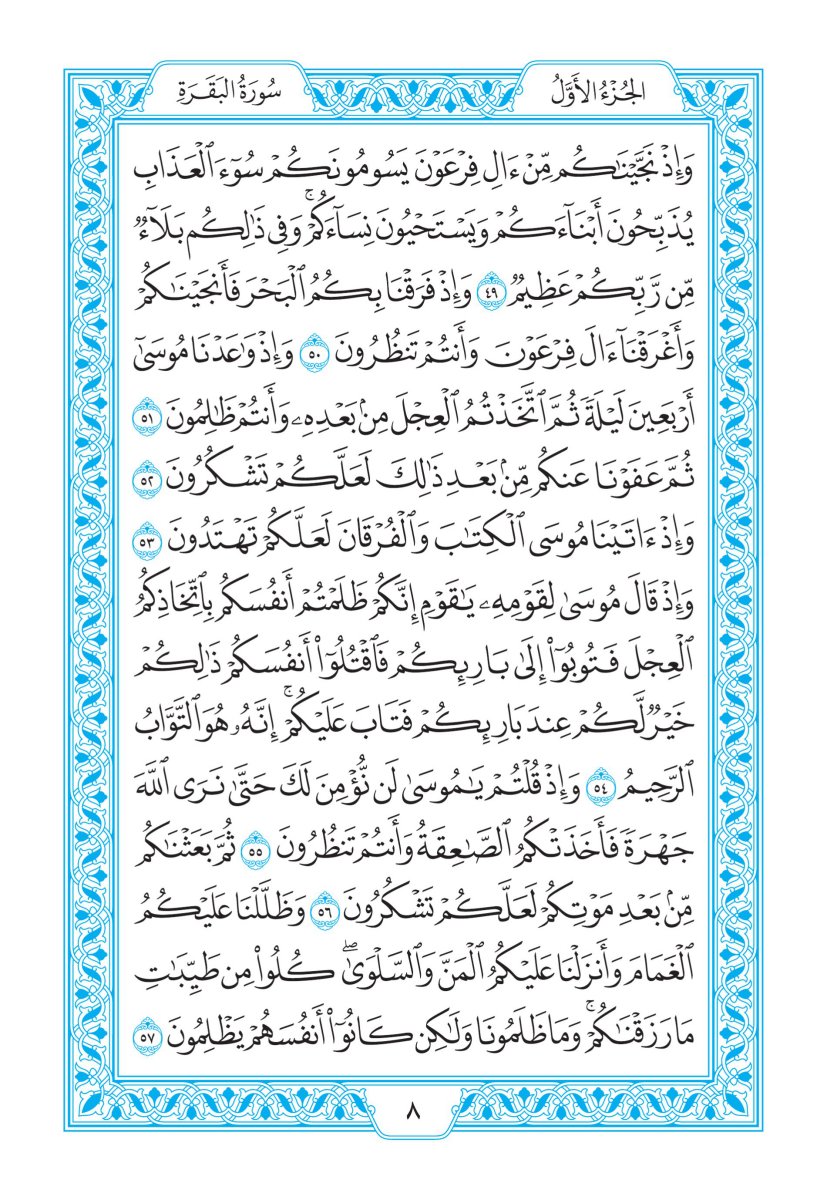 الجُزْءُ الأَوَّلُ
سُورَةُ البَقَرَةِ
وَإِذْ نَجَّيْنَٰكُم مِّنْ ءَالِ فِرْعَوْنَ يَسُومُونَكُمْ سُوٓءَ ٱلْعَذَابِ
يُذَبِّحُونَ أَبْنَآءَكُمْ وَيَسْتَحْيُونَ نِسَآءَكُمْ ۚ وَفِى ذَٰلِكُم بَلَآءٌ
مِّن رَّبِّكُمْ عَظِيمٌ ٤٩ وَإِذْ فَرَقْنَا بِكُمُ ٱلْبَحْرَ فَأَنجَيْنَٰكُمْ
وَأَغْرَقْنَآ ءَالَ فِرْعَوْنَ وَأَنتُمْ تَنظُرُونَ ٥٠ وَإِذْ وَٰعَدْنَا مُوسَىٰٓ
أَرْبَعِينَ لَيْلَةً ثُمَّ ٱتَّخَذْتُمُ ٱلْعِجْلَ مِنۢ بَعْدِهِۦ وَأَنتُمْ ظَٰلِمُونَ ٥١
ثُمَّ عَفَوْنَا عَنكُم مِّنۢ بَعْدِ ذَٰلِكَ لَعَلَّكُمْ تَشْكُرُونَ ٥٢
وَإِذْ ءَاتَيْنَا مُوسَى ٱلْكِتَٰبَ وَٱلْفُرْقَانَ لَعَلَّكُمْ تَهْتَدُونَ ٥٣
وَإِذْ قَالَ مُوسَىٰ لِقَوْمِهِۦ يَٰقَوْمِ إِنَّكُمْ ظَلَمْتُمْ أَنفُسَكُم بِٱتِّخَاذِكُمُ
ٱلْعِجْلَ فَتُوبُوٓا۟ إِلَىٰ بَارِئِكُمْ فَٱقْتُلُوٓا۟ أَنفُسَكُمْ ذَٰلِكُمْ
خَيْرٌ لَّكُمْ عِندَ بَارِئِكُمْ فَتَابَ عَلَيْكُمْ ۚ إِنَّهُۥ هُوَ ٱلتَّوَّابُ
ٱلرَّحِيمُ ٥٤ وَإِذْ قُلْتُمْ يَٰمُوسَىٰ لَن نُّؤْمِنَ لَكَ حَتَّىٰ نَرَى ٱللَّهَ
جَهْرَةً فَأَخَذَتْكُمُ ٱلصَّٰعِقَةُ وَأَنتُمْ تَنظُرُونَ ٥٥ ثُمَّ بَعَثْنَٰكُم
مِّنۢ بَعْدِ مَوْتِكُمْ لَعَلَّكُمْ تَشْكُرُونَ ٥٦ وَظَلَّلْنَا عَلَيْكُمُ
ٱلْغَمَامَ وَأَنزَلْنَا عَلَيْكُمُ ٱلْمَنَّ وَٱلسَّلْوَىٰ ۖ كُلُوا۟ مِن طَيِّبَٰتِ
مَا رَزَقْنَٰكُمْ ۚ وَمَا ظَلَمُونَا وَلَٰكِن كَانُوٓا۟ أَنفُسَهُمْ يَظْلِمُونَ ٥٧
٨